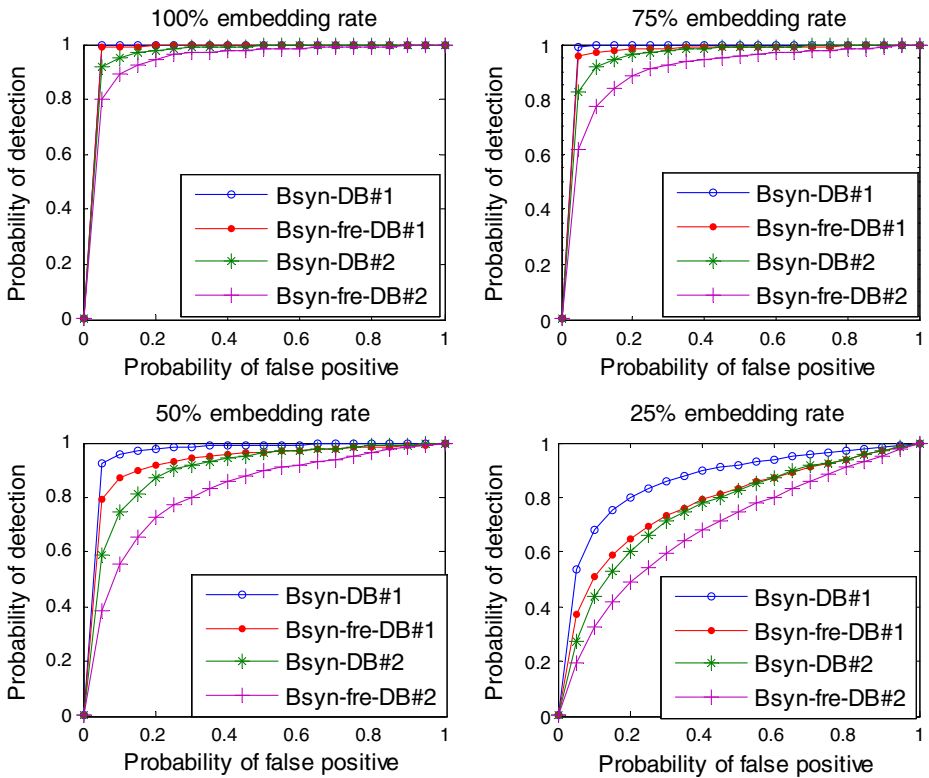 100% embedding rate
Probability of detection
1
0.8
0.6
0.4
0.2
0
Bsyn-DB#1
Bsyn-fre-DB#1
Bsyn-DB#2
Bsyn-fre-DB#2
0 0.2 0.4 0.6 0.8 1
Probability of false positive
75% embedding rate
Probability of detection
1
0.8
0.6
0.4
0.2
0
Bsyn-DB#1
Bsyn-fre-DB#1
Bsyn-DB#2
Bsyn-fre-DB#2
0 0.2 0.4 0.6 0.8 1
Probability of false positive
50% embedding rate
Probability of detection
1
0.8
0.6
0.4
0.2
0
Bsyn-DB#1
Bsyn-fre-DB#1
Bsyn-DB#2
Bsyn-fre-DB#2
0 0.2 0.4 0.6 0.8 1
Probability of false positive
25% embedding rate
Probability of detection
1
0.8
0.6
0.4
0.2
0
Bsyn-DB#1
Bsyn-fre-DB#1
Bsyn-DB#2
Bsyn-fre-DB#2
0 0.2 0.4 0.6 0.8 1
Probability of false positive